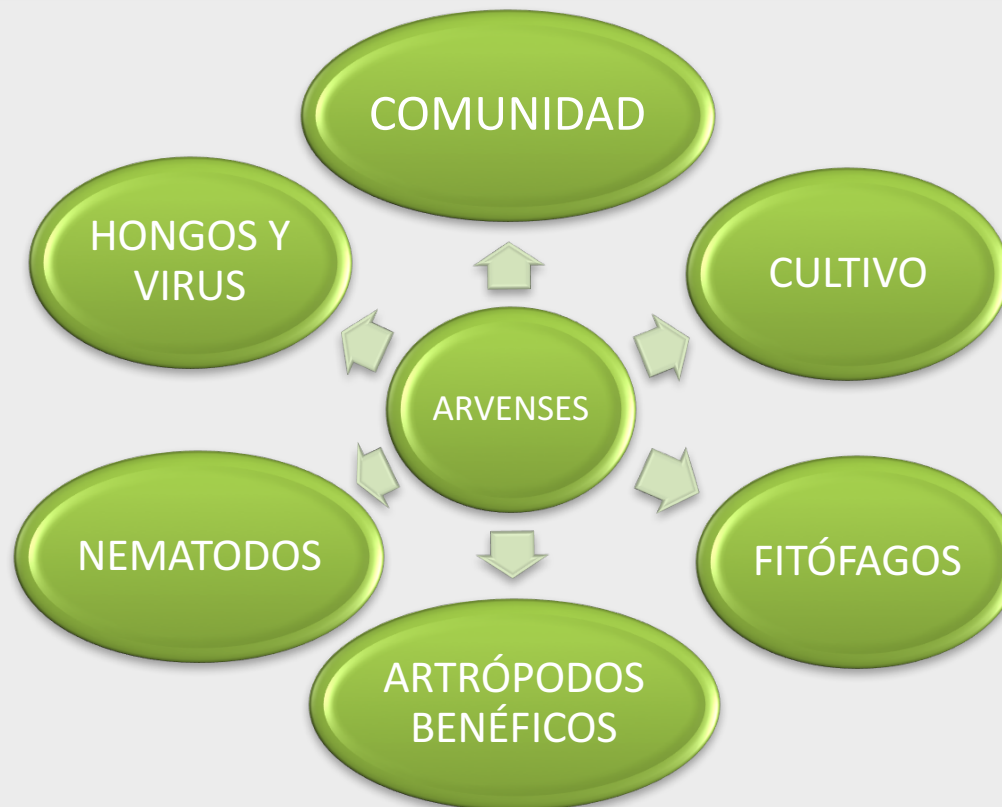 COMUNIDAD
HONGOS Y
VIRUS
CULTIVO
ARVENSES
NEMATODOS
FITÓFAGOS
ARTRÓPODOS
BENÉFICOS